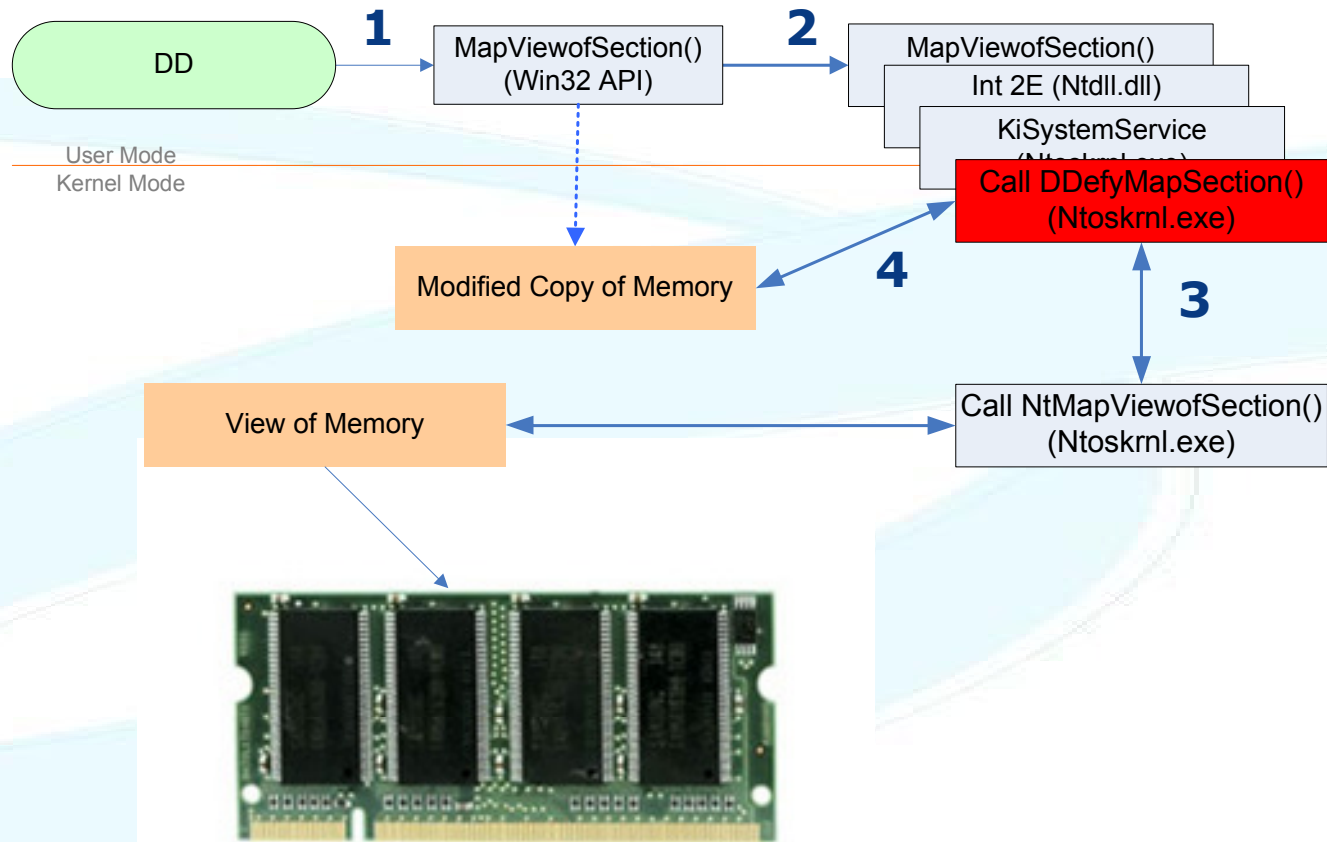 1
2
DD
MapViewofSection()
(Win32 API)
MapViewofSection()
Int 2E (Ntdll.dll)
KiSystemService
User Mode
Kernel Mode
Call DDefyMapSection()
(Ntoskrnl.exe)
4
Modified Copy of Memory
3
View of Memory
Call NtMapViewofSection()
(Ntoskrnl.exe)